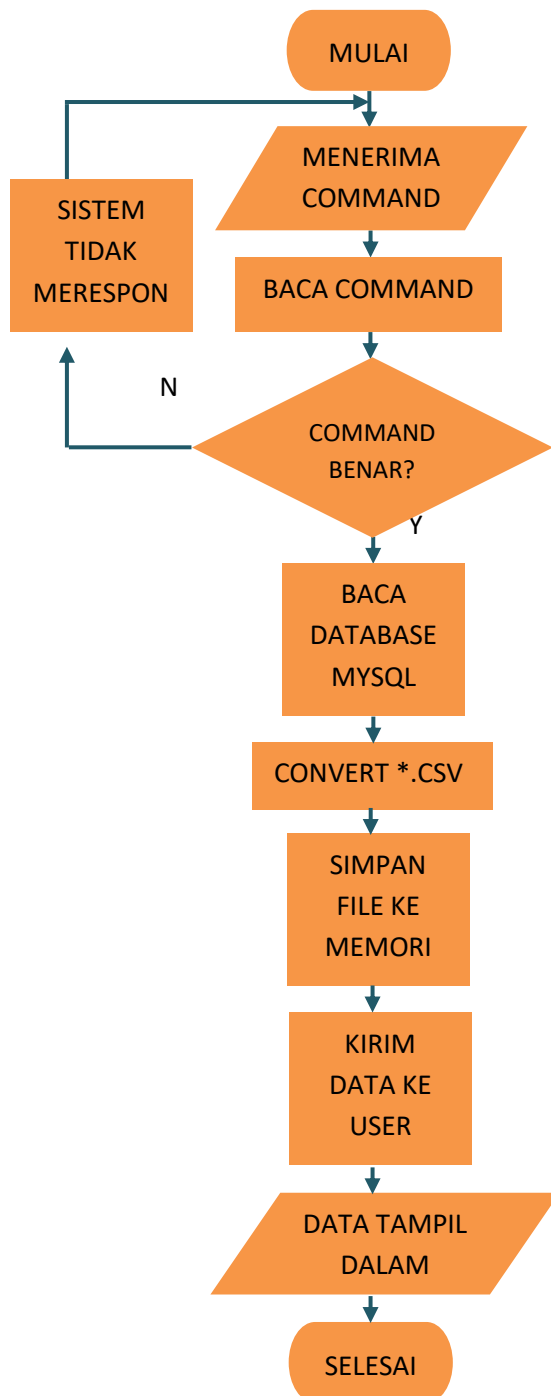 MULAI
MENERIMA
COMMAND
SISTEM
TIDAK
MERESPON
BACA COMMAND
N
COMMAND
BENAR?
Y
BACA
DATABASE
MYSQL
CONVERT *.CSV
SIMPAN
FILE KE
MEMORI
KIRIM
DATA KE
USER
DATA TAMPIL
DALAM
SELESAI